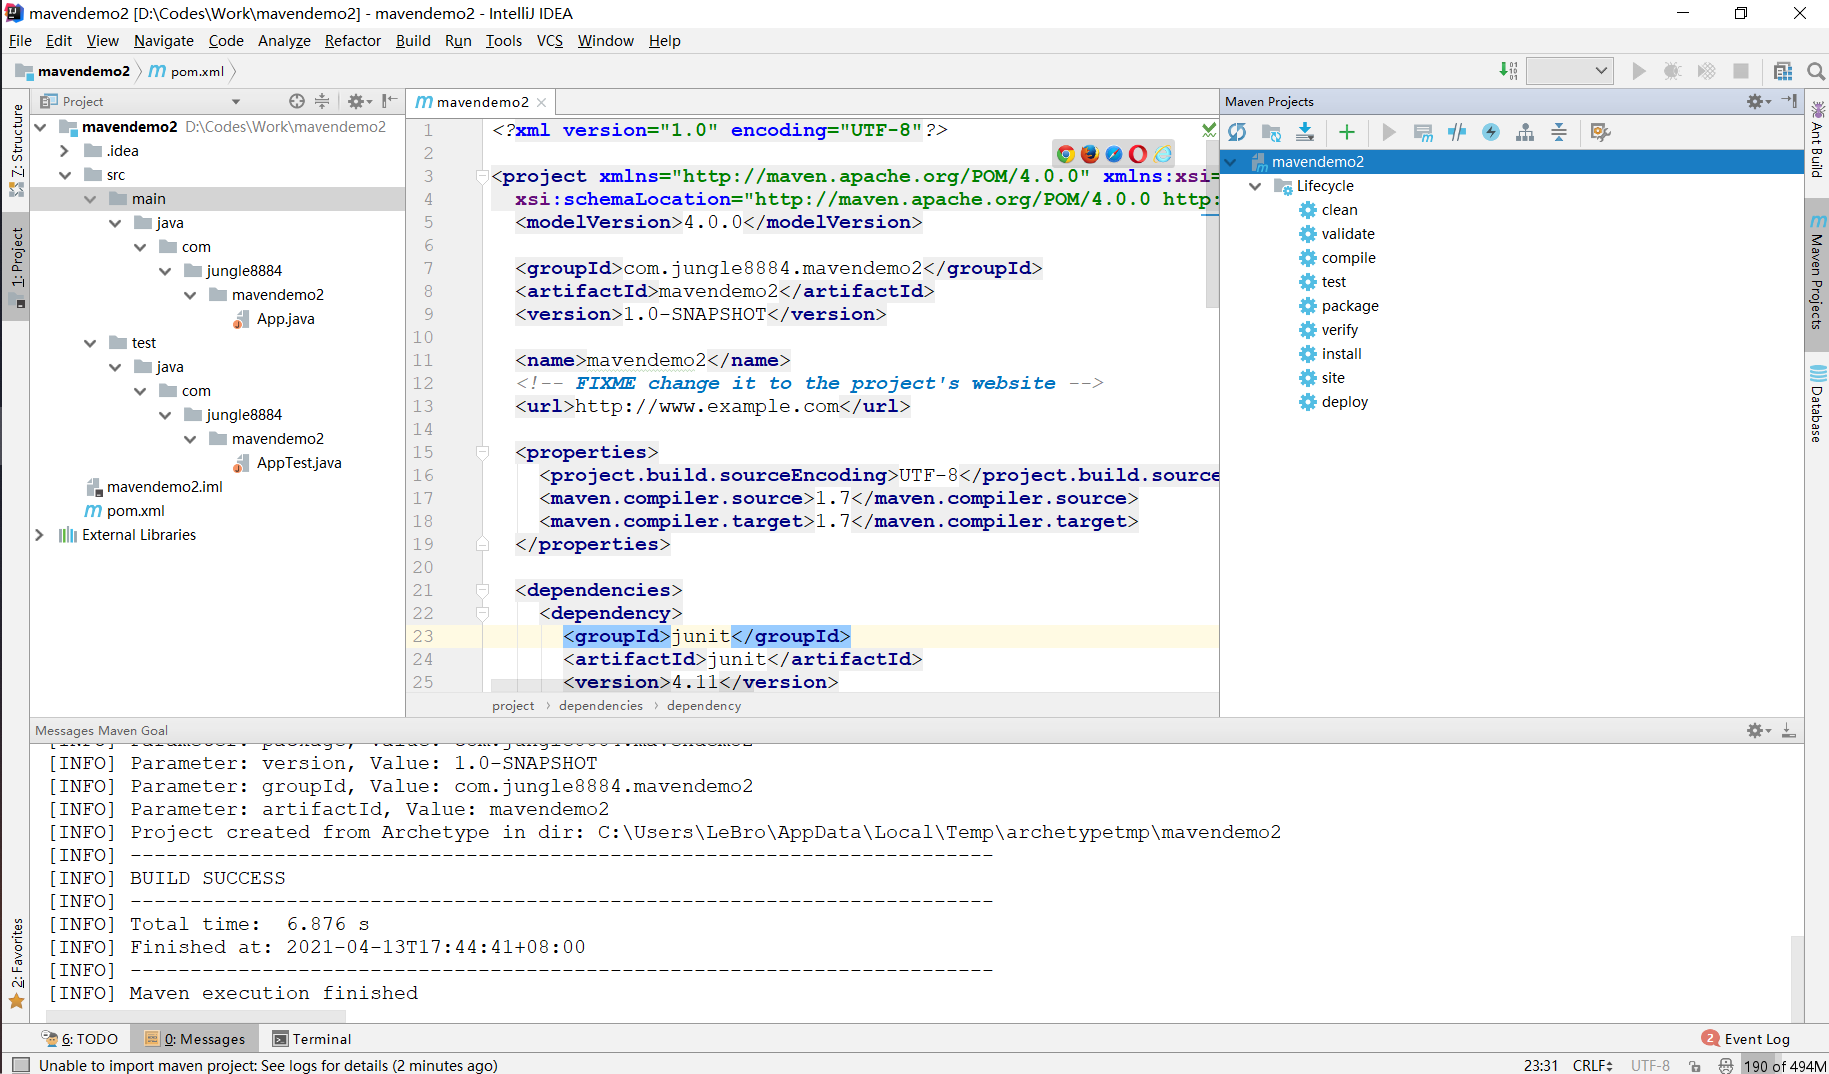 mavendemo2 [D:\Codes\Work\mavendemo2] - mavendemo2 - IntelliJ IDEA
File Edit View Navigate Code Analyze Refactor Build Run Tools VCS Window Help
mavendemo2 m pom.xml
Project
mavendemo2 D:\Codes\Work\mavendemo2
.idea
src
main
java
com
jungle8884
mavendemo2
App.java
test
java
com
jungle8884
mavendemo2
AppTest.java
mavendemo2.iml
m pom.xml
External Libraries
Z: Structure
1: Project
2: Favorites
m mavendemo2
1 <?xml version="1.0" encoding="UTF-8"?>
2
3 <project xmlns="http://maven.apache.org/POM/4.0.0" xmlns:xsi=
4 xsi:schemaLocation="http://maven.apache.org/POM/4.0.0 http:
5 <modelVersion>4.0.0</modelVersion>
6
7 <groupId>com.jungle8884.mavendemo2</groupId>
8 <artifactId>mavendemo2</artifactId>
9 <version>1.0-SNAPSHOT</version>
10
11 <name>mavendemo2</name>
12 <!-- FIXME change it to the project's website -->
13 <url>http://www.example.com</url>
14
15 <properties>
16 <project.build.sourceEncoding>UTF-8</project.build.source
17 <maven.compiler.source>1.7</maven.compiler.source>
18 <maven.compiler.target>1.7</maven.compiler.target>
19 </properties>
20
21 <dependencies>
22 <dependency>
23 <groupId>junit</groupId>
24 <artifactId>junit</artifactId>
25 <version>4.11</version>
project › dependencies › dependency
Maven Projects
mavendemo2
Lifecycle
clean
validate
compile
test
package
verify
install
site
deploy
Ant Build
Maven Projects
Database
Messages Maven Goal
[INFO] Parameter: package, Value: com.jungle8884.mavendemo2
[INFO] Parameter: version, Value: 1.0-SNAPSHOT
[INFO] Parameter: groupId, Value: com.jungle8884.mavendemo2
[INFO] Parameter: artifactId, Value: mavendemo2
[INFO] Project created from Archetype in dir: C:\Users\LeBro\AppData\Local\Temp\archetypetmp\mavendemo2
[INFO] ------------------------------------------------------------------------
[INFO] BUILD SUCCESS
[INFO] ------------------------------------------------------------------------
[INFO] Total time:  6.876 s
[INFO] Finished at: 2021-04-13T17:44:41+08:00
[INFO] ------------------------------------------------------------------------
[INFO] Maven execution finished
6: TODO 0: Messages Terminal 2 Event Log
Unable to import maven project: See logs for details (2 minutes ago) 23:31 CRLF UTF-8 190 of 494M